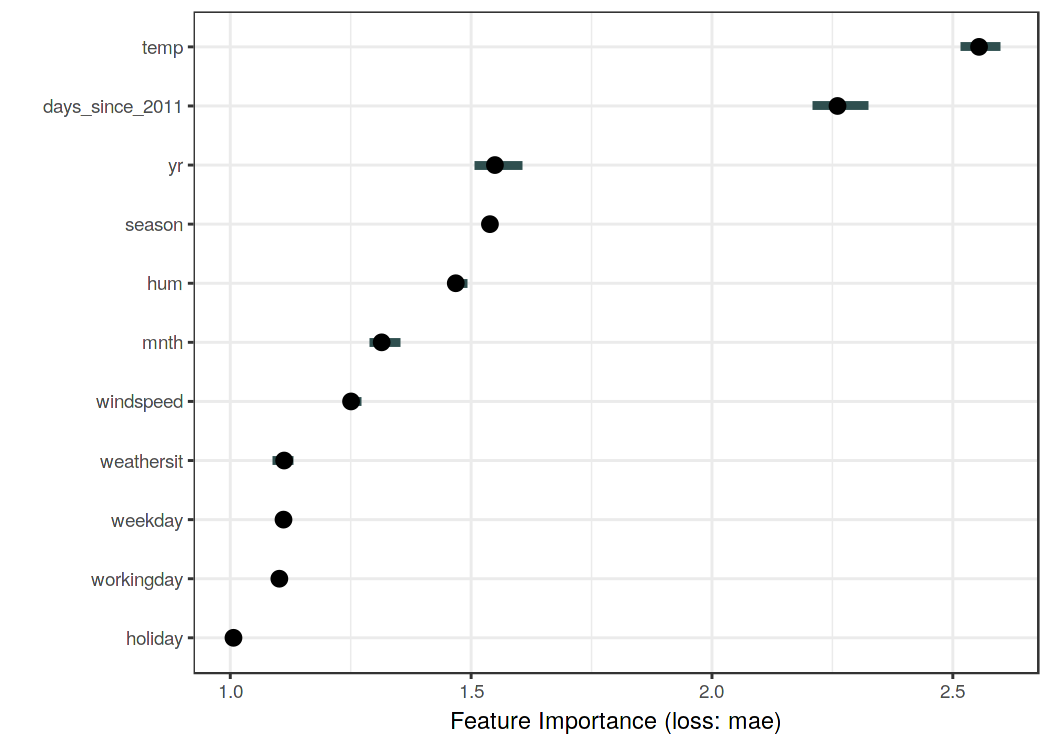 temp
days_since_2011
yr
season
hum
mnth
windspeed
weathersit
weekday
workingday
holiday
1.0 1.5 2.0 2.5
Feature Importance (loss: mae)